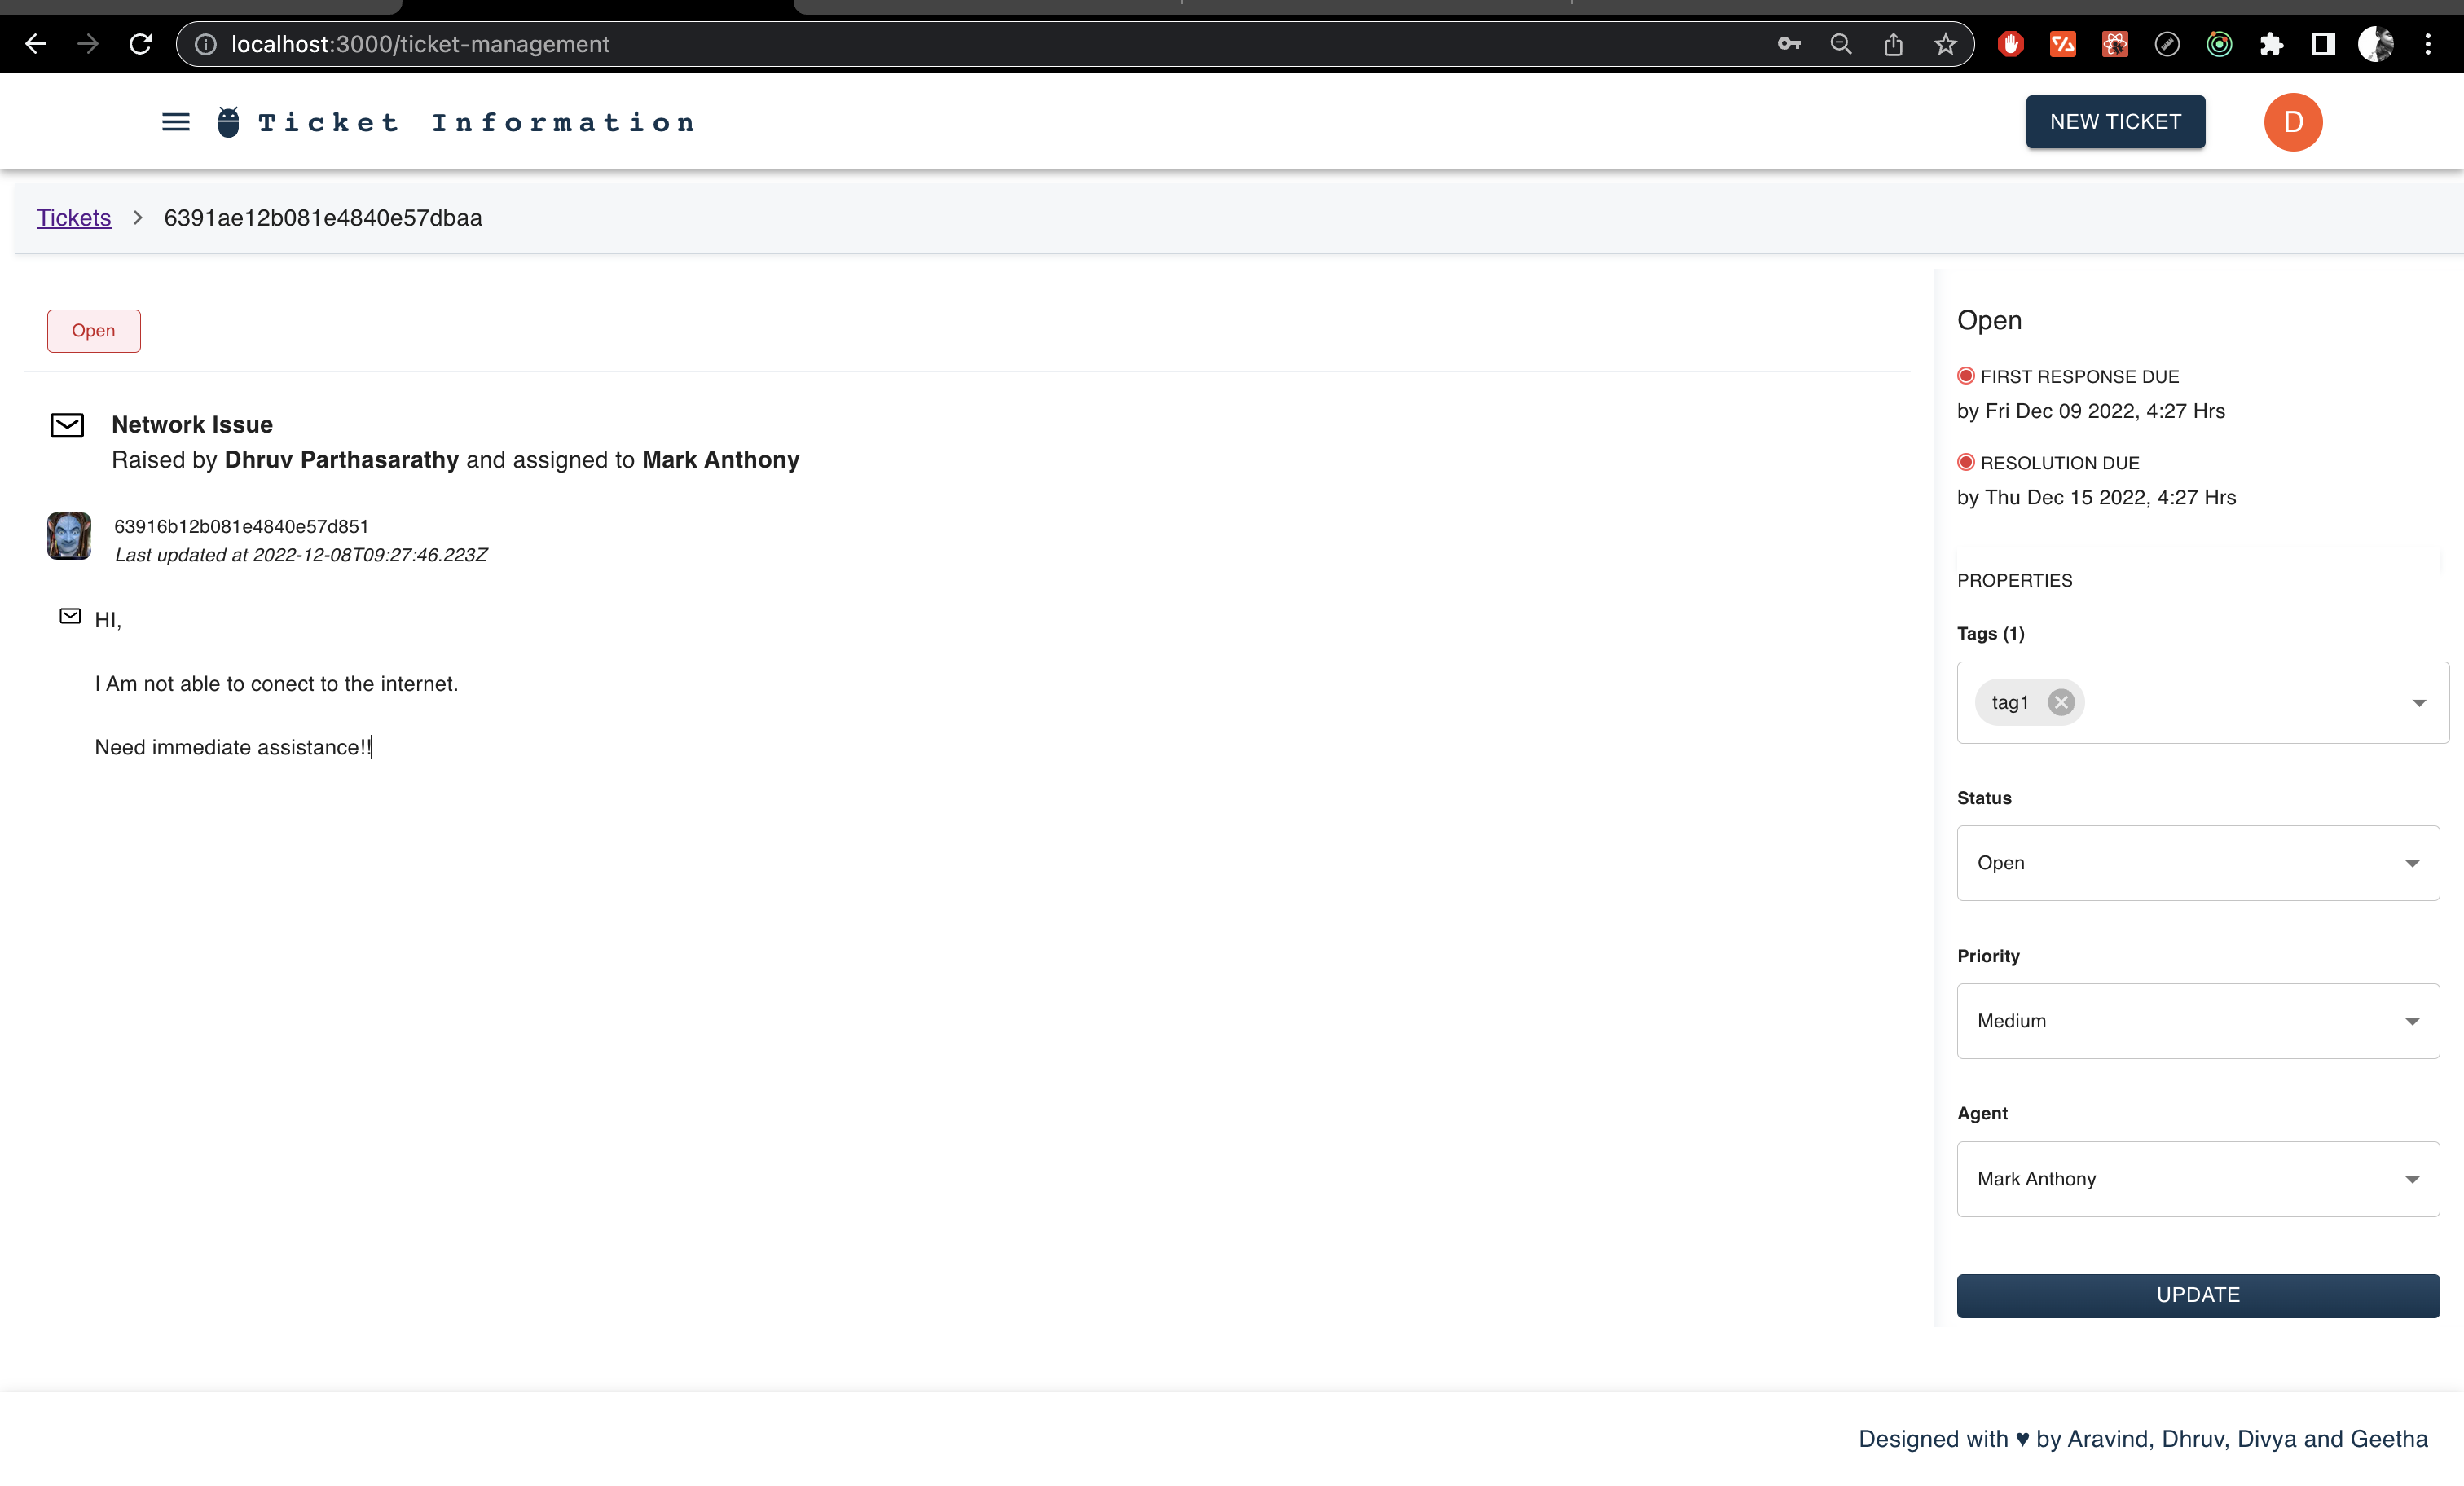 localhost:3000/ticket-management
Ticket Information
NEW TICKET
D
Tickets > 6391ae12b081e4840e57dbaa
Open
Network Issue
Raised by Dhruv Parthasarathy and assigned to Mark Anthony
63916b12b081e4840e57d851
Last updated at 2022-12-08T09:27:46.223Z
HI,
I Am not able to conect to the internet.
Need immediate assistance!!
Open
FIRST RESPONSE DUE
by Fri Dec 09 2022, 4:27 Hrs
RESOLUTION DUE
by Thu Dec 15 2022, 4:27 Hrs
PROPERTIES
Tags (1)
tag1
Status
Open
Priority
Medium
Agent
Mark Anthony
UPDATE
Designed with ♥ by Aravind, Dhruv, Divya and Geetha